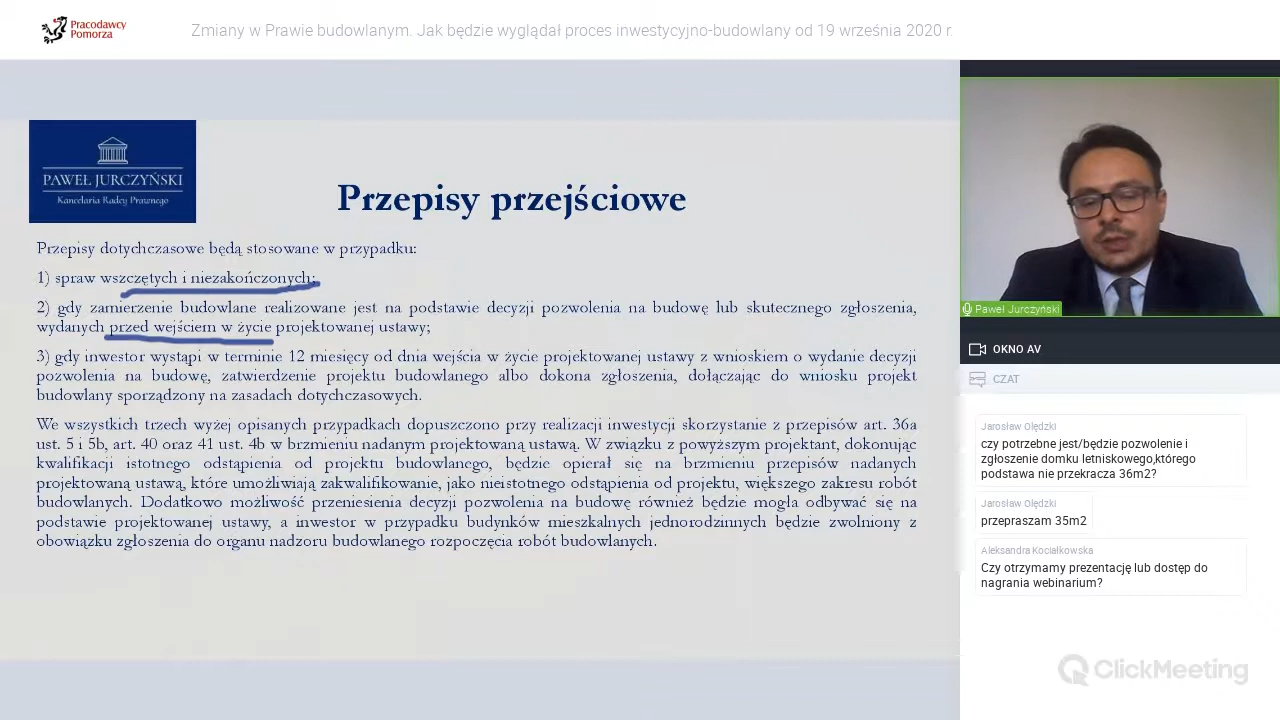 Pracodawcy
Pomorza
Zmiany w Prawie budowlanym. Jak będzie wyglądał proces inwestycyjno-budowlany od 19 września 2020 r.
PAWEŁ JURCZYŃSKI
Kancelaria Radcy Prawnego
Przepisy przejściowe
Przepisy dotychczasowe będą stosowane w przypadku:
1) spraw wszczętych i niezakończonych;
2) gdy zamierzenie budowlane realizowane jest na podstawie decyzji pozwolenia na budowę lub skutecznego zgłoszenia,
wydanych przed wejściem w życie projektowanej ustawy;
3) gdy inwestor wystąpi w terminie 12 miesięcy od dnia wejścia w życie projektowanej ustawy z wnioskiem o wydanie decyzji
pozwolenia na budowę, zatwierdzenie projektu budowlanego albo dokona zgłoszenia, dołączając do wniosku projekt
budowlany sporządzony na zasadach dotychczasowych.
We wszystkich trzech wyżej opisanych przypadkach dopuszczono przy realizacji inwestycji skorzystanie z przepisów art. 36a
ust. 5 i 5b, art. 40 oraz 41 ust. 4b w brzmieniu nadanym projektowaną ustawą. W związku z powyższym projektant, dokonując
kwalifikacji istotnego odstąpienia od projektu budowlanego, będzie opierał się na brzmieniu przepisów nadanych
projektowaną ustawą, które umożliwiają zakwalifikowanie, jako nieistotnego odstąpienia od projektu, większego zakresu robót
budowlanych. Dodatkowo możliwość przeniesienia decyzji pozwolenia na budowę również będzie mogła odbywać się na
podstawie projektowanej ustawy, a inwestor w przypadku budynków mieszkalnych jednorodzinnych będzie zwolniony z
obowiązku zgłoszenia do organu nadzoru budowlanego rozpoczęcia robót budowlanych.
Paweł Jurczyński
OKNO AV
CZAT
Jarosław Olędzki
czy potrzebne jest/będzie pozwolenie i
zgłoszenie domku letniskowego,którego
podstawa nie przekracza 36m2?
Jarosław Olędzki
przepraszam 35m2
Aleksandra Kociałkowska
Czy otrzymamy prezentację lub dostęp do
nagrania webinarium?
ClickMeeting